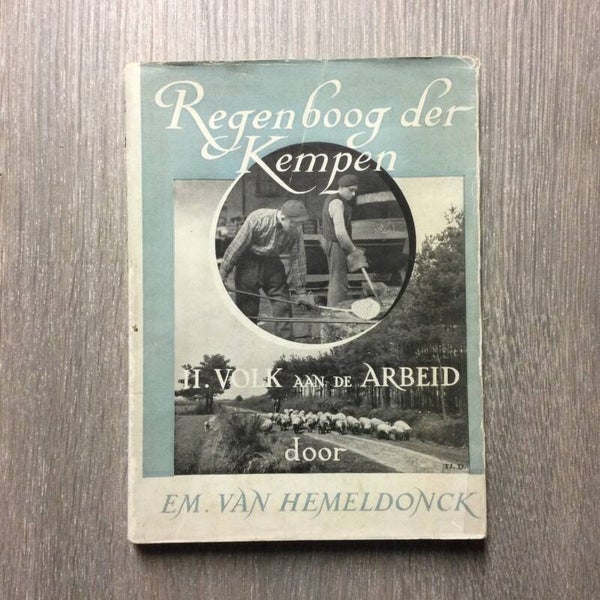 Regenboog der
Kempen
II. VOLK AAN DE ARBEID
door
EM. VAN HEMELDONCK